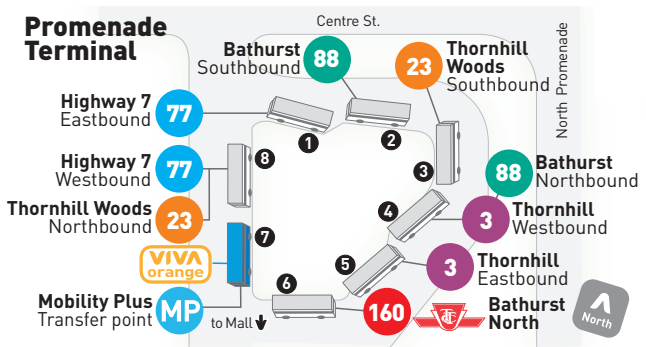 Promenade
Terminal
Centre St.
North Promenade
Bathurst
Southbound
88
23
Thornhill
Woods
Southbound
Highway 7
Eastbound
77
1
2
3
Highway 7
Westbound
77
8
88
Bathurst
Northbound
Thornhill Woods
Northbound
23
7
4
3
Thornhill
Westbound
VIVA
orange
5
3
Thornhill
Eastbound
Mobility Plus
Transfer point
MP
to Mall
6
160
TTC
Bathurst
North
North